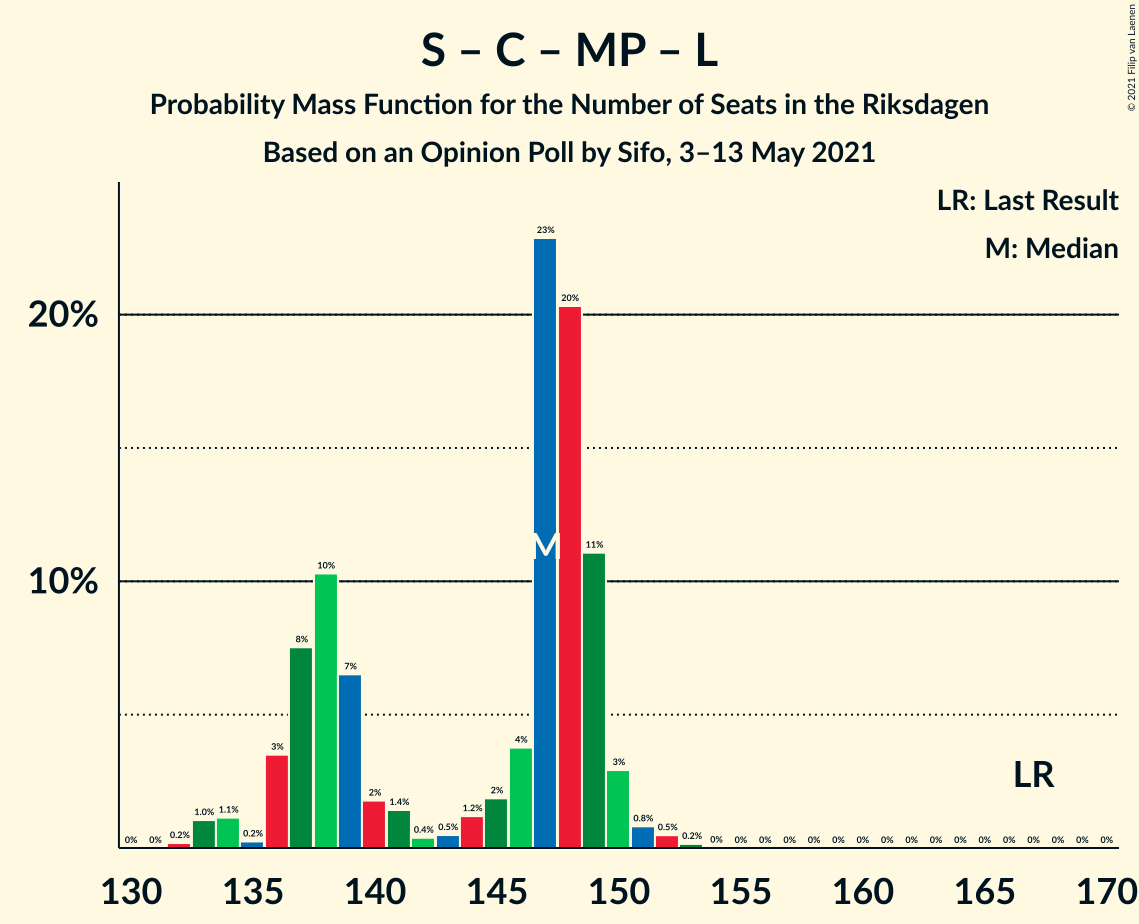 S – C – MP – L
Probability Mass Function for the Number of Seats in the Riksdagen
Based on an Opinion Poll by Sifo, 3–13 May 2021
© 2021 Filip van Laenen
LR: Last Result
M: Median
20%
10%
0% 0% 0.2% 1.0% 1.1% 0.2% 3% 8% 10% 7% 2% 1.4% 0.4% 0.5% 1.2% 2% 4% 23% 20% 11% 3% 0.8% 0.5% 0.2% 0% 0% 0% 0% 0% 0% 0% 0% 0% 0% 0% 0% 0% 0% 0% 0% 0%
M
LR
130 135 140 145 150 155 160 165 170